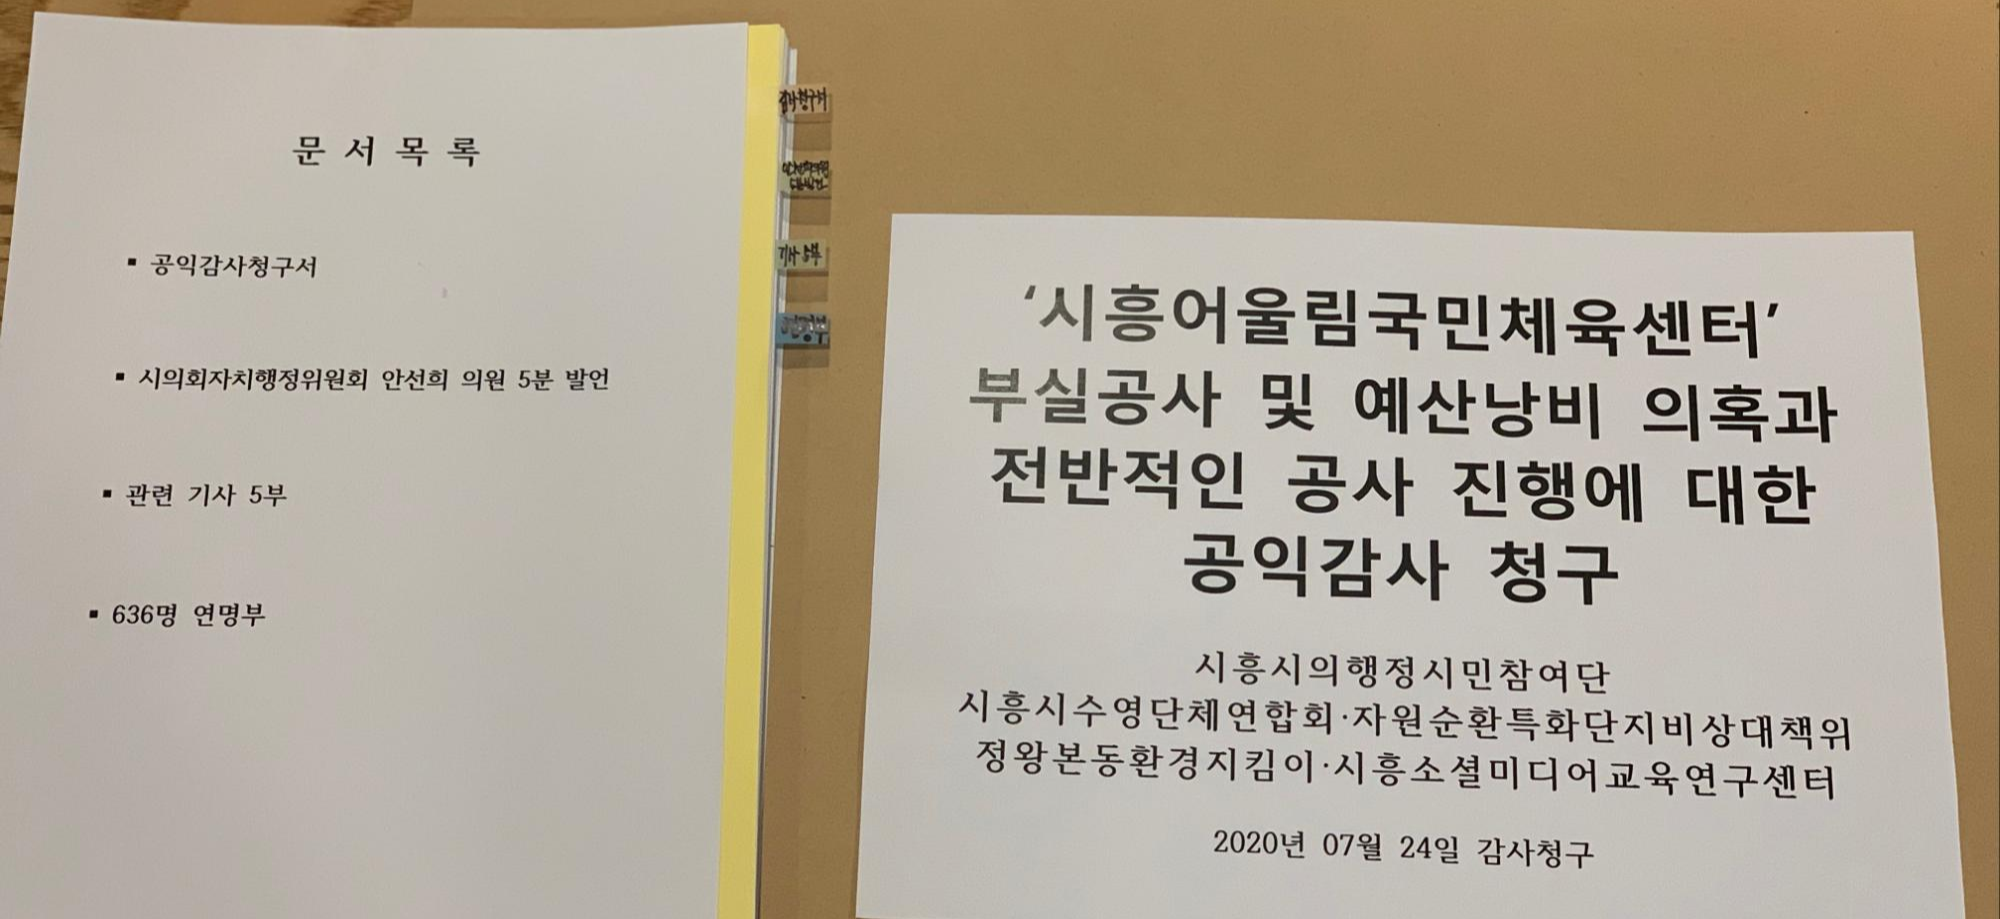 문서목록
▪ 공익감사청구서
▪ 시의회자치행정위원회 안선희 의원 5분 발언
▪ 관련 기사 5부
▪ 636명 연명부
기사 5부
‘시흥어울림국민체육센터’
부실공사 및 예산낭비 의혹과
전반적인 공사 진행에 대한
공익감사 청구
시흥시의행정시민참여단
시흥시수영단체연합회·자원순환특화단지비상대책위
정왕본동환경지킴이·시흥소셜미디어교육연구센터
2020년 07월 24일 감사청구